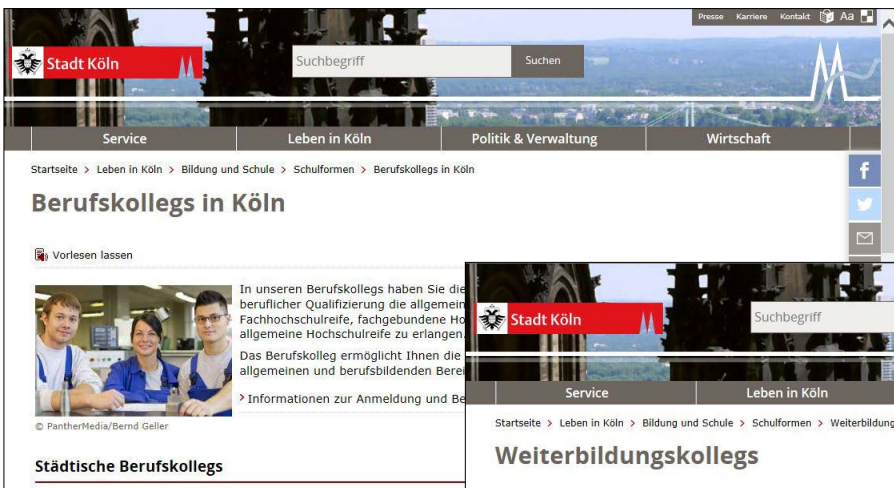 Presse Karriere Kontakt Aa
Stadt Köln
Suchbegriff
Suchen
Service
Leben in Köln
Politik & Verwaltung
Wirtschaft
Startseite > Leben in Köln > Bildung und Schule > Schulformen > Berufskollegs in Köln
Berufskollegs in Köln
f
Vorlesen lassen
In unseren Berufskollegs haben Sie die
beruflicher Qualifizierung die allgemein
Fachhochschulreife, fachgebundene Ho
allgemeine Hochschulreife zu erlangen.
Das Berufskolleg ermöglicht Ihnen die
allgemeinen und berufsbildenden Berei
> Informationen zur Anmeldung und Be
© PantherMedia/Bernd Geller
Städtische Berufskollegs
Stadt Köln
Suchbegriff
Service
Leben in Köln
Startseite > Leben in Köln > Bildung und Schule > Schulformen > Weiterbildung
Weiterbildungskollegs